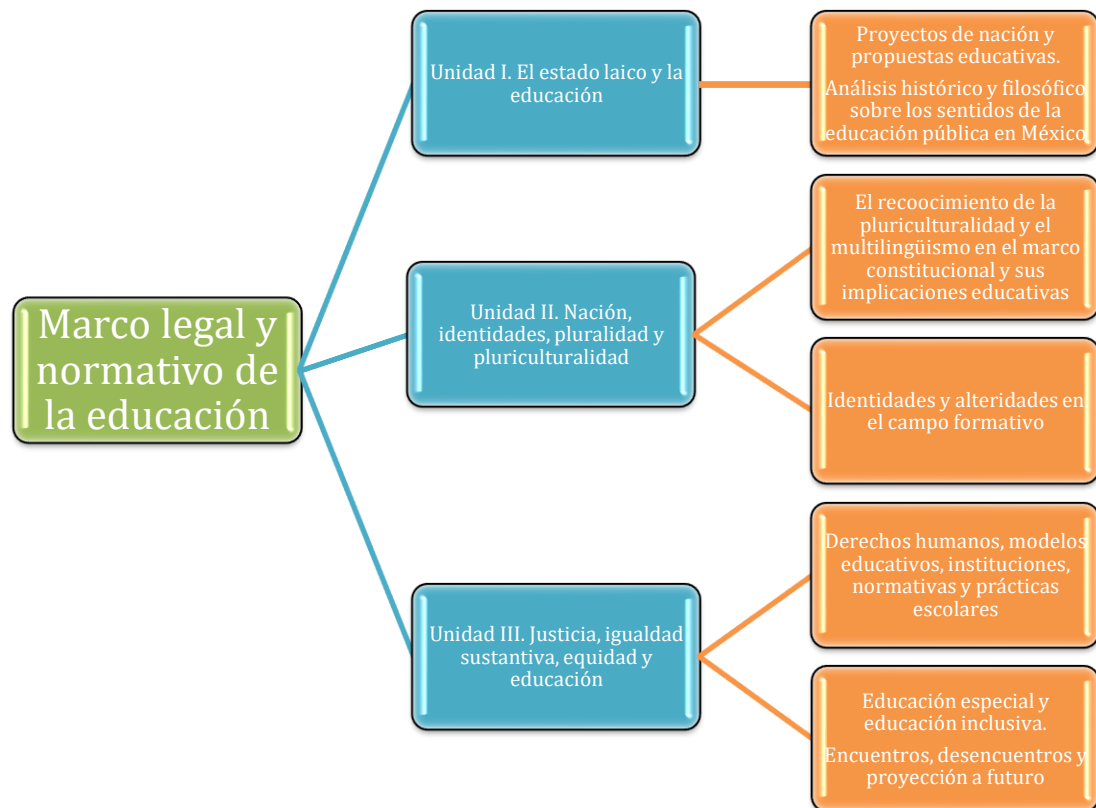 Marco legal y
normativo de
la educación
Unidad I. El estado laico y la
educación
Proyectos de nación y
propuestas educativas.
Análisis histórico y filosófico
sobre los sentidos de la
educación pública en México
Unidad II. Nación,
identidades, pluralidad y
pluriculturalidad
El recoocimiento de la
pluriculturalidad y el
multilingüismo en el marco
constitucional y sus
implicaciones educativas
Identidades y alteridades en
el campo formativo
Unidad III. Justicia, igualdad
sustantiva, equidad y
educación
Derechos humanos, modelos
educativos, instituciones,
normativas y prácticas
escolares
Educación especial y
educación inclusiva.
Encuentros, desencuentros y
proyección a futuro